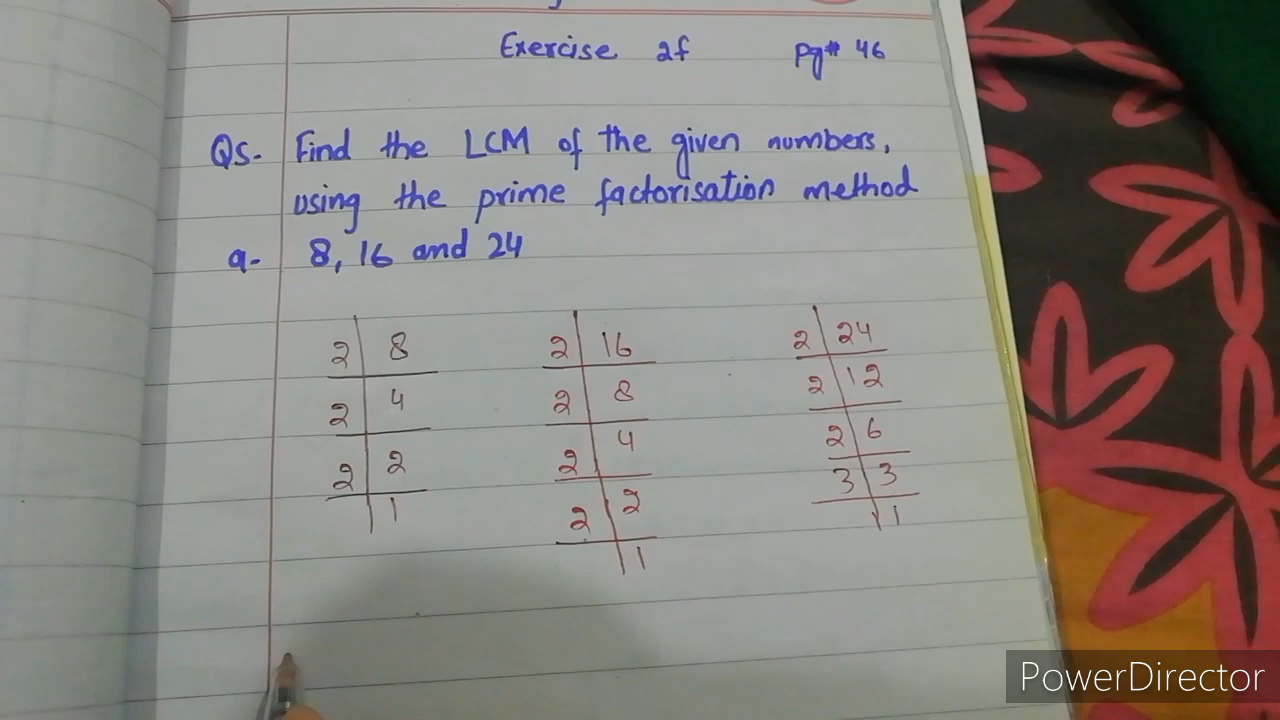 Exercise 2f pg# 46
Q5. Find the LCM of the given numbers,
using the prime factorisation method
a. 8, 16 and 24
2 8
2 4
2 2
1
2 16
2 8
2 4
2 2
1
2 24
2 12
2 6
3 3
1
PowerDirector